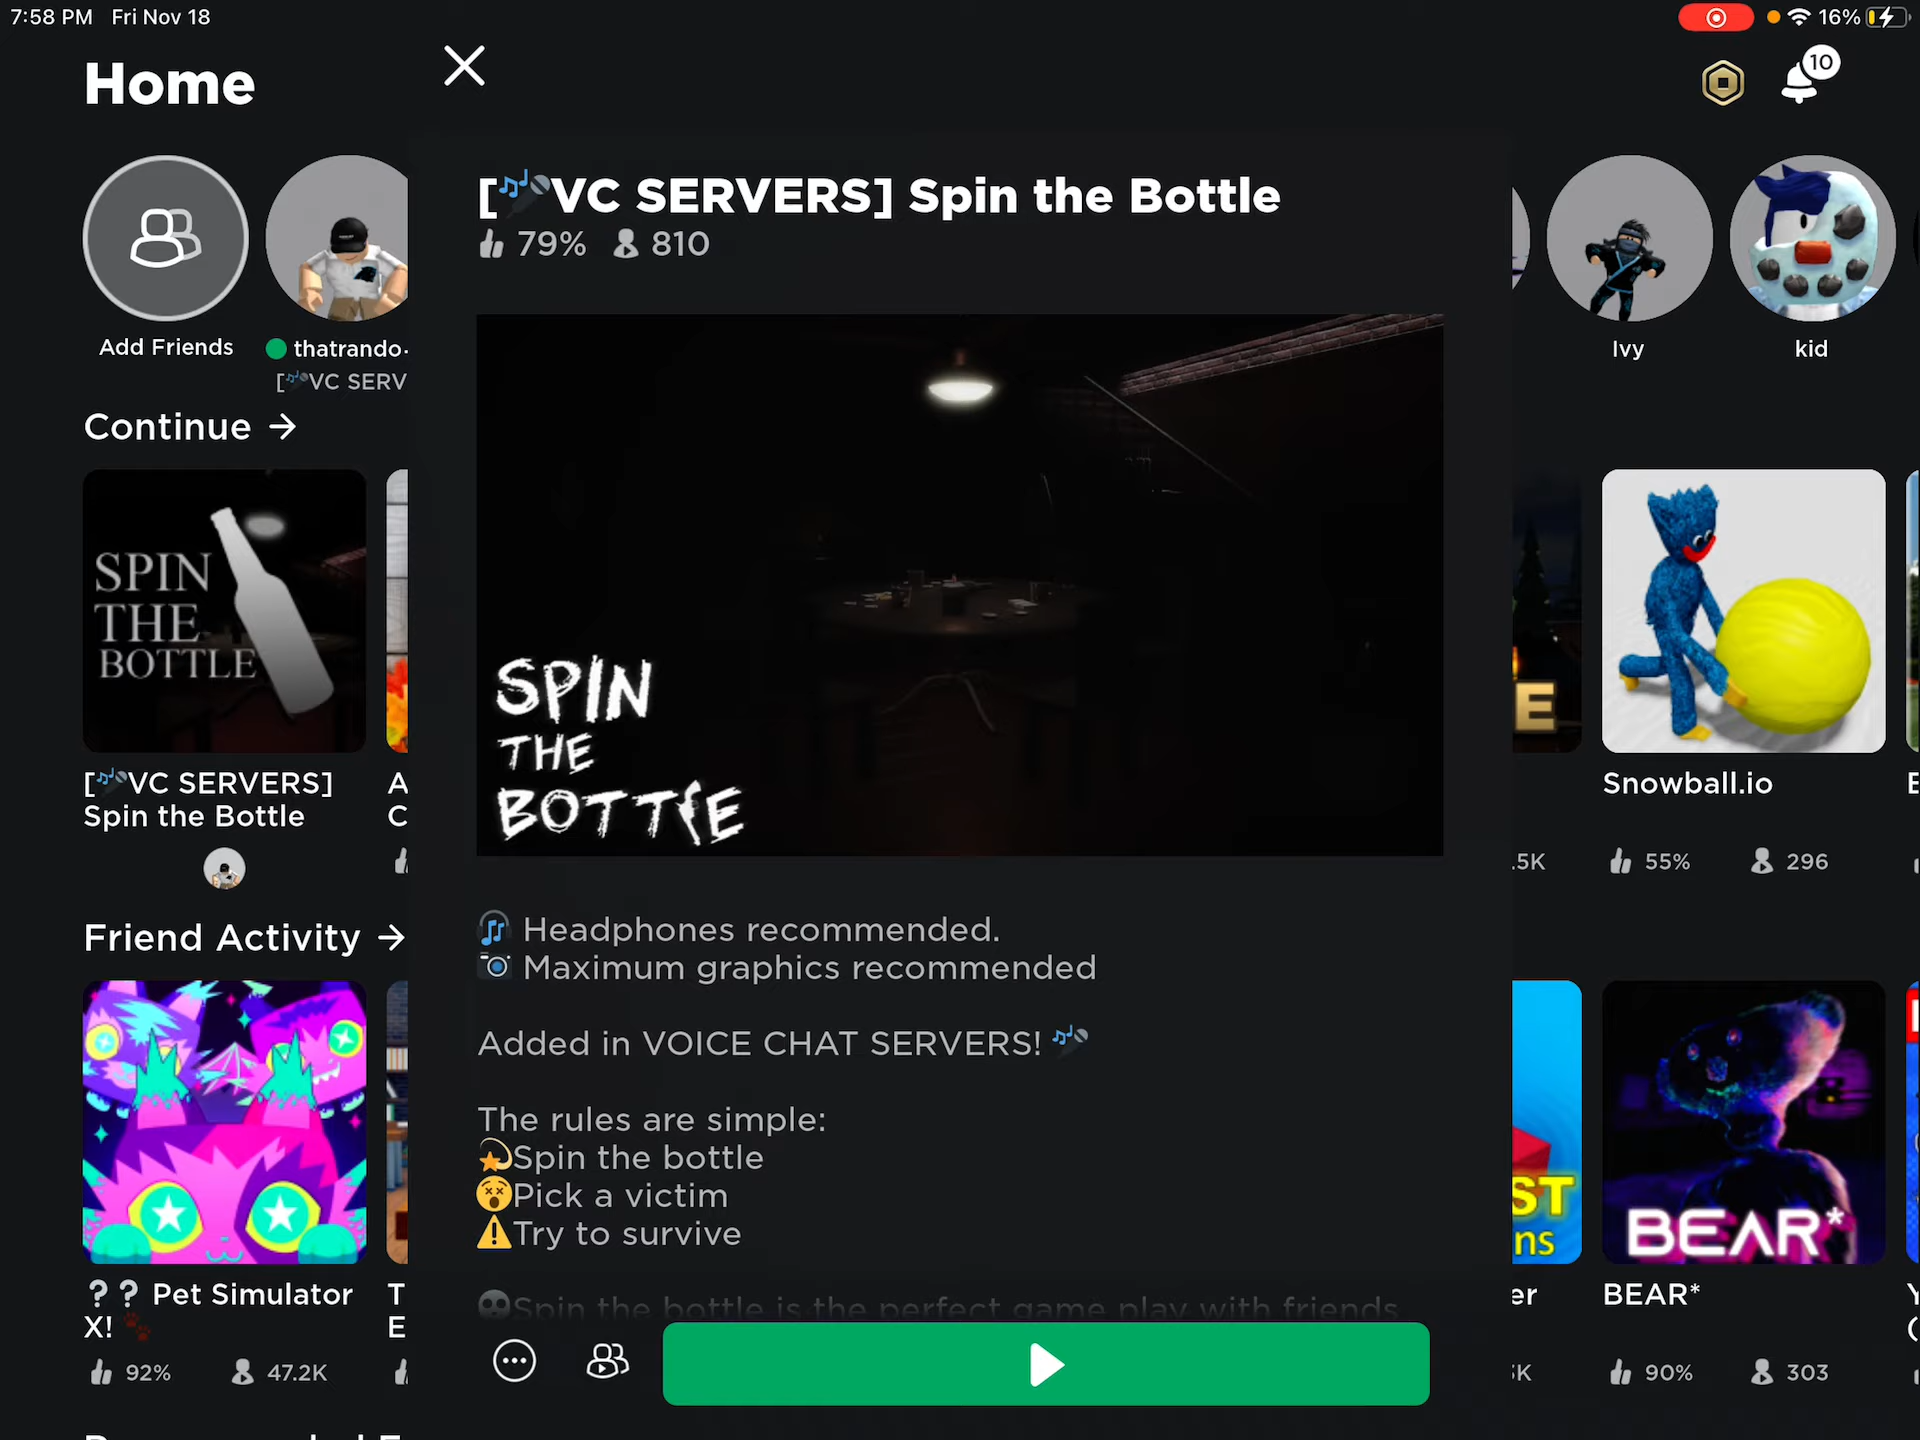 7:58 PM Fri Nov 18
16%
Home
10
[VC SERVERS] Spin the Bottle
79% 810
Add Friends
thatrando.
[VC SERV
Ivy
kid
Continue →
SPIN
THE
BOTTLE
[VC SERVERS]
Spin the Bottle
A
C
SPIN
THE
BOTTLE
E
Snowball.io
E
.5K
55% 296
Headphones recommended.
Maximum graphics recommended
Added in VOICE CHAT SERVERS!
The rules are simple:
Spin the bottle
Pick a victim
Try to survive
Spin the bottle is the perfect game play with friends
Friend Activity →
?? Pet Simulator
X!
92% 47.2K
T
E
ST
ns
er
BEAR*
BEAR*
90% 303